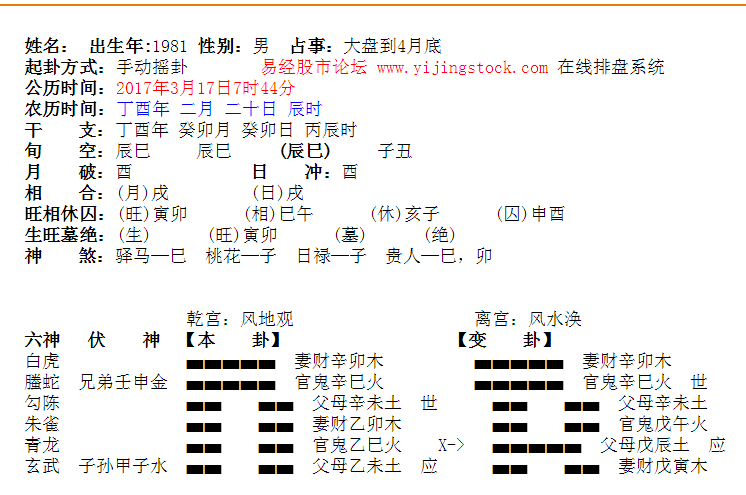 姓名： 出生年:1981 性别：男 占事：大盘到4月底
起卦方式：手动摇卦 易经股市论坛 www.yijingstock.com 在线排盘系统
公历时间：2017年3月17日7时44分
农历时间：丁酉年 二月 二十日 辰时
干 支：丁酉年 癸卯月 癸卯日 丙辰时
旬 空：辰巳 辰巳 (辰巳) 子丑
月 破：酉 日 冲：酉
相 合：(月)戌 (日)戌
旺相休囚：(旺)寅卯 (相)巳午 (休)亥子 (囚)申酉
生旺墓绝：(生) (旺)寅卯 (墓) (绝)
神 煞：驿马—巳 桃花—子 日禄—子 贵人—巳，卯
乾宫：风地观 离宫：风水涣
六神 伏 神 【本 卦】 【变 卦】
白虎 妻财辛卯木 妻财辛卯木
螣蛇 兄弟壬申金 官鬼辛巳火 官鬼辛巳火 世
勾陈 父母辛未土 世 父母辛未土
朱雀 妻财乙卯木 官鬼戊午火
青龙 官鬼乙巳火 X-> 父母戊辰土 应
玄武 子孙甲子水 父母乙未土 应 妻财戊寅木